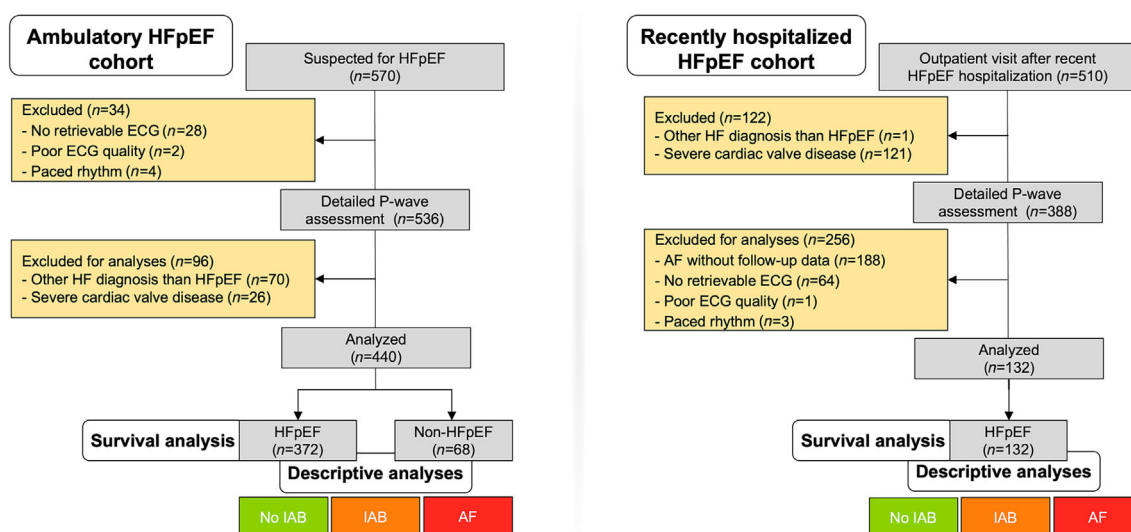 Ambulatory HFpEF
cohort
Suspected for HFpEF
(n=570)
Excluded (n=34)
- No retrievable ECG (n=28)
- Poor ECG quality (n=2)
- Paced rhythm (n=4)
Detailed P-wave
assessment (n=536)
Excluded for analyses (n=96)
- Other HF diagnosis than HFpEF (n=70)
- Severe cardiac valve disease (n=26)
Analyzed
(n=440)
Survival analysis
HFpEF
(n=372)
Non-HFpEF
(n=68)
Descriptive analyses
No IAB
IAB
AF
Recently hospitalized
HFpEF cohort
Outpatient visit after recent
HFpEF hospitalization (n=510)
Excluded (n=122)
- Other HF diagnosis than HFpEF (n=1)
- Severe cardiac valve disease (n=121)
Detailed P-wave
assessment (n=388)
Excluded for analyses (n=256)
- AF without follow-up data (n=188)
- No retrievable ECG (n=64)
- Poor ECG quality (n=1)
- Paced rhythm (n=3)
Analyzed
(n=132)
Survival analysis
HFpEF
(n=132)
Descriptive analyses
No IAB
IAB
AF